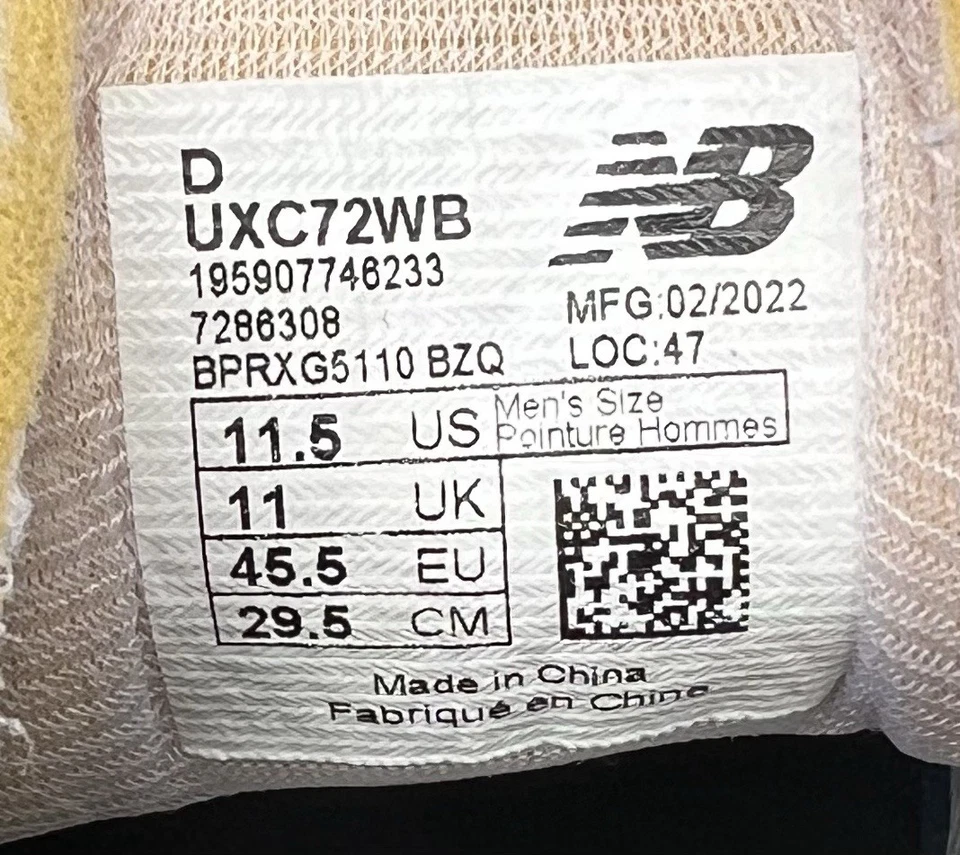 D
UXC72WB
195907746233
7286308
BPRXG5110 BZQ
NB
MFG:02/2022
LOC:47
11.5 US
Men's Size
Pointure Hommes
11 UK
45.5 EU
29.5 CM
Made in China
Fabriqué en Chine